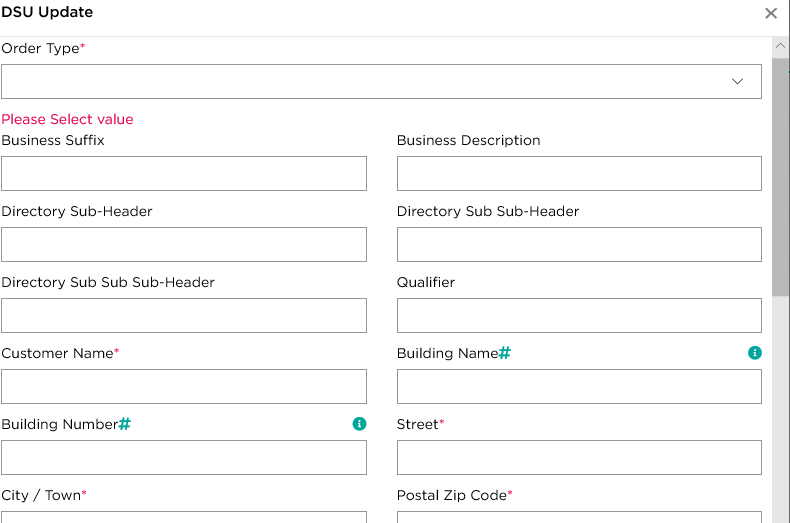 DSU Update
Order Type*
Please Select value
Business Suffix
Business Description
Directory Sub-Header
Directory Sub Sub-Header
Directory Sub Sub Sub-Header
Qualifier
Customer Name*
Building Name#
Building Number#
Street*
City / Town*
Postal Zip Code*